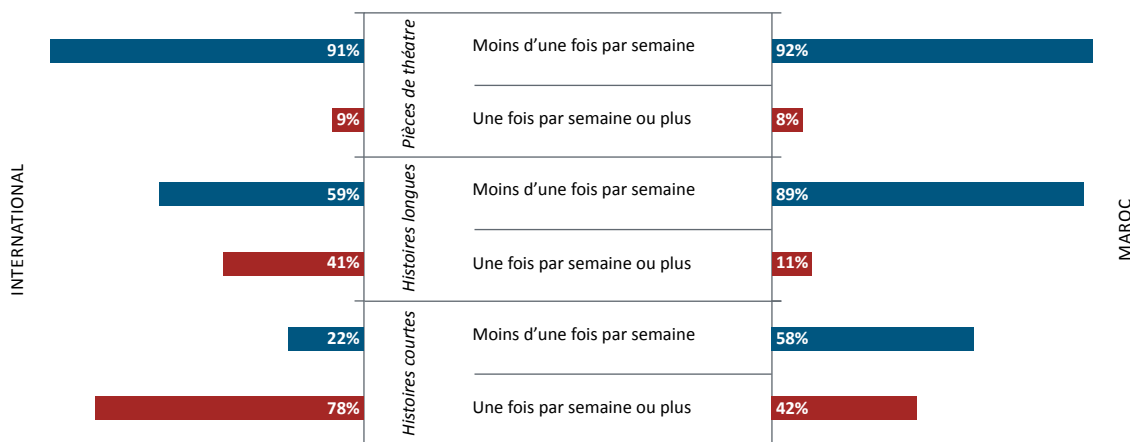 INTERNATIONAL
MAROC
Pièces de théatre
91%
Moins d’une fois par semaine
92%
9%
Une fois par semaine ou plus
8%
Histoires longues
59%
Moins d’une fois par semaine
89%
41%
Une fois par semaine ou plus
11%
Histoires courtes
22%
Moins d’une fois par semaine
58%
78%
Une fois par semaine ou plus
42%